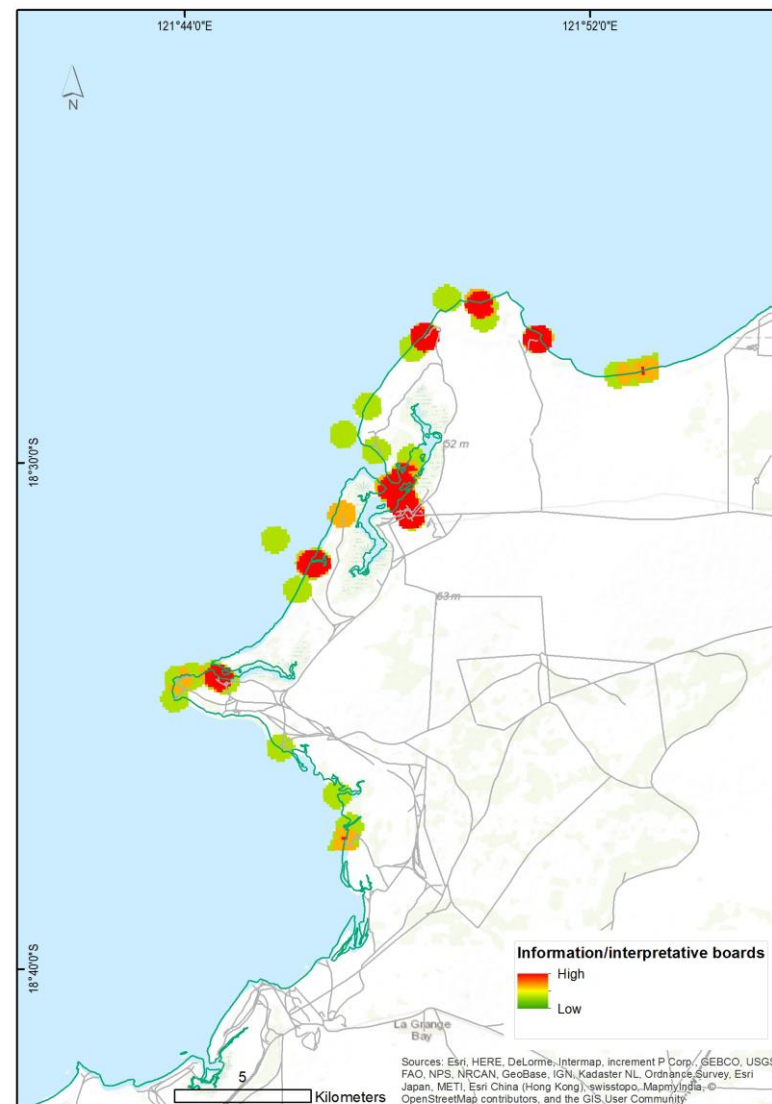 121°44'0"E
121°52'0"E
N
18°30'0"S
52 m
63 m
18°40'0"S
Information/interpretative boards
High
Low
La Grange
Bay
5
Kilometers
Sources: Esri, HERE, DeLorme, Intermap, increment P Corp., GEBCO, USGS,
FAO, NPS, NRCAN, GeoBase, IGN, Kadaster NL, Ordnance Survey, Esri
Japan, METI, Esri China (Hong Kong), swisstopo, MapmyIndia, ©
OpenStreetMap contributors, and the GIS User Community